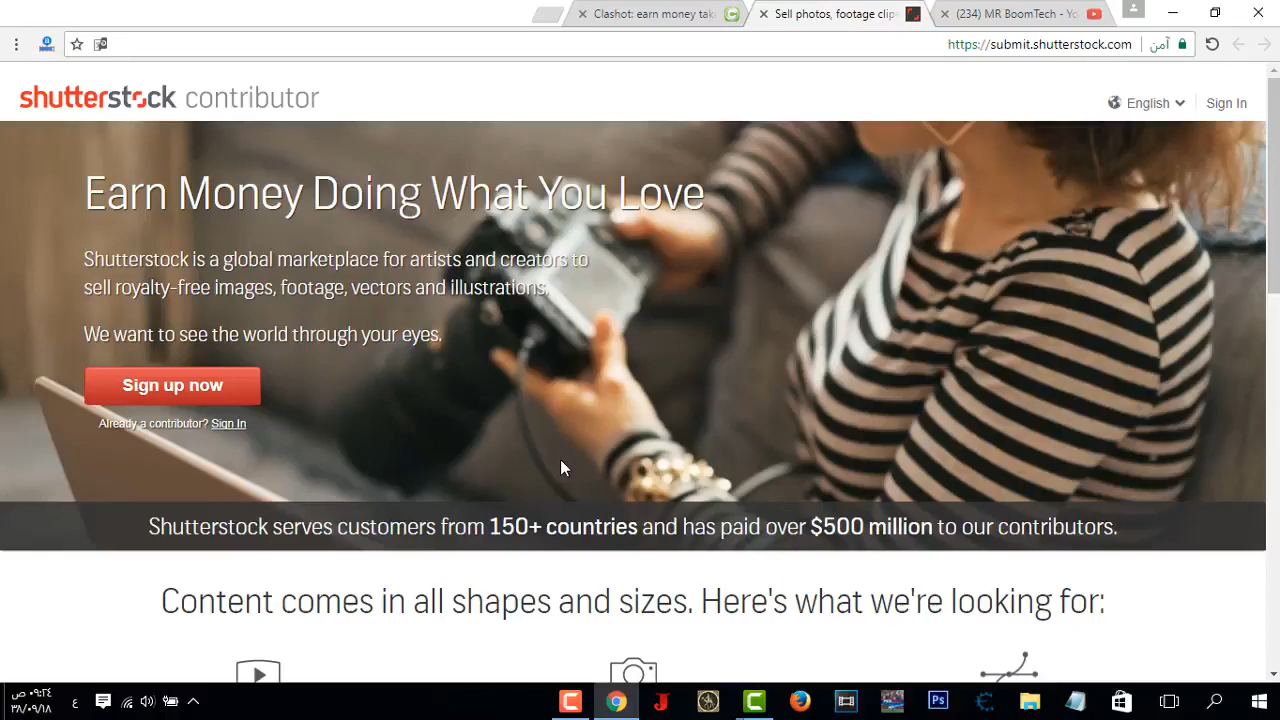 Clashot: earn money tak
Sell photos, footage clip
(234) MR BoomTech - Yo
https://submit.shutterstock.com
آمن
shutterstock contributor
English
Sign In
Earn Money Doing What You Love
Shutterstock is a global marketplace for artists and creators to
sell royalty-free images, footage, vectors and illustrations.
We want to see the world through your eyes.
Sign up now
Already a contributor? Sign In
Shutterstock serves customers from 150+ countries and has paid over $500 million to our contributors.
Content comes in all shapes and sizes. Here's what we're looking for:
Ps
ع